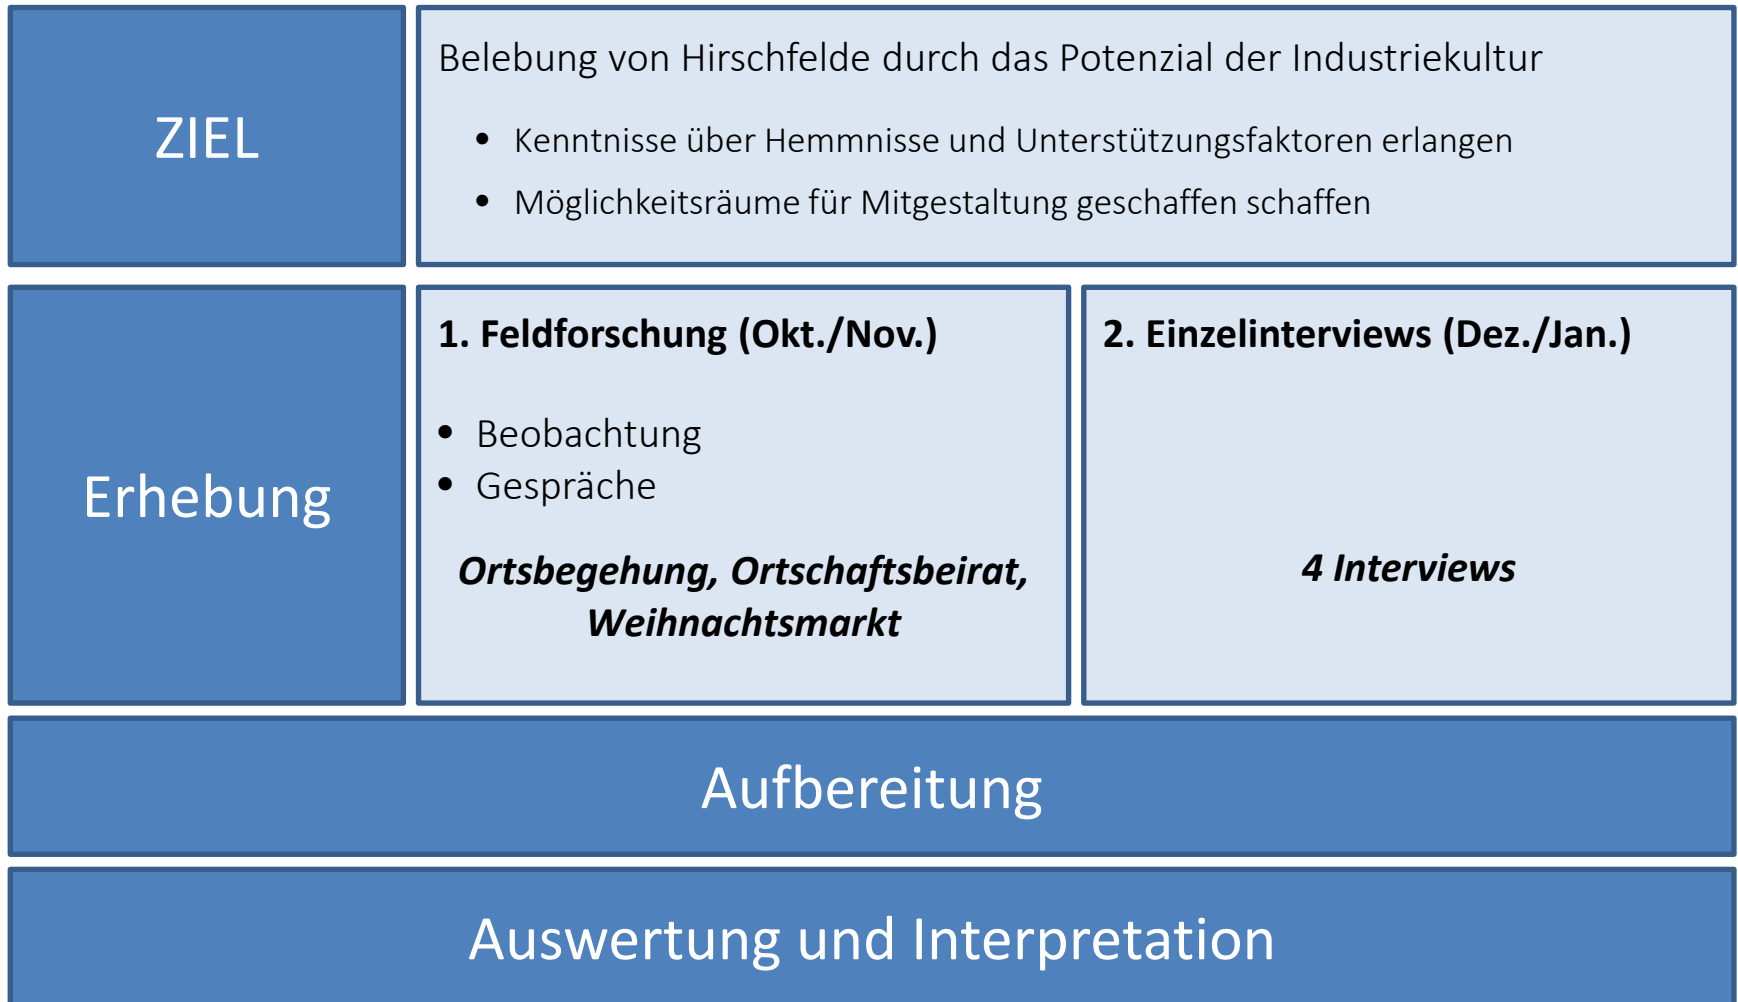 ZIEL
Belebung von Hirschfelde durch das Potenzial der Industriekultur
• Kenntnisse über Hemmnisse und Unterstützungsfaktoren erlangen
• Möglichkeitsräume für Mitgestaltung geschaffen schaffen
Erhebung
1. Feldforschung (Okt./Nov.)
• Beobachtung
• Gespräche
Ortsbegehung, Ortschaftsbeirat,
Weihnachtsmarkt
2. Einzelinterviews (Dez./Jan.)
4 Interviews
Aufbereitung
Auswertung und Interpretation